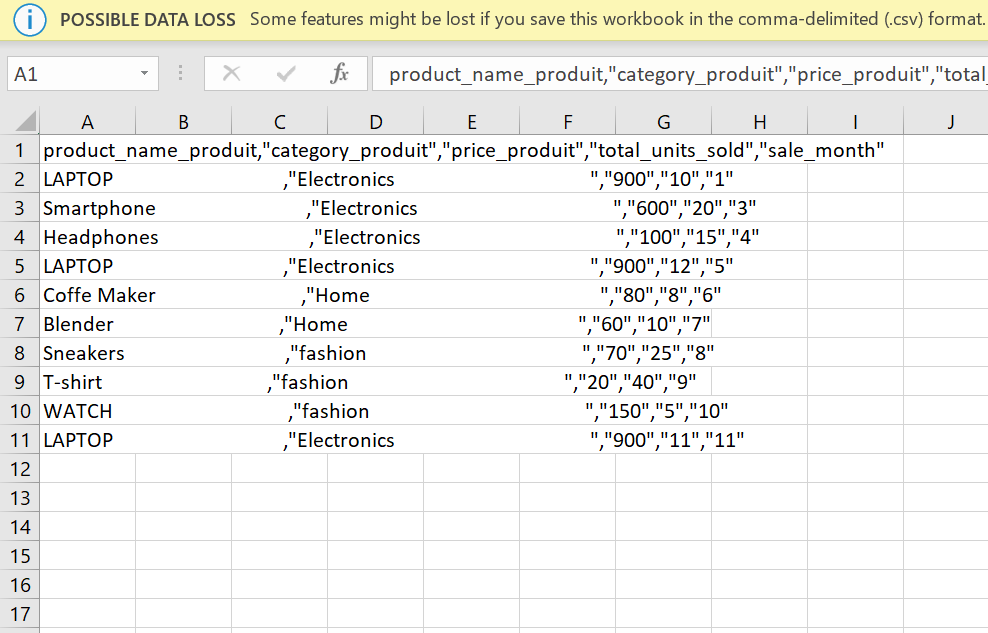 POSSIBLE DATA LOSS Some features might be lost if you save this workbook in the comma-delimited (.csv) format.
A1 fx product_name_produit,"category_produit","price_produit","total_
A B C D E F G H I J
1 product_name_produit,"category_produit","price_produit","total_units_sold","sale_month"
2 LAPTOP ,"Electronics ","900","10","1"
3 Smartphone ,"Electronics ","600","20","3"
4 Headphones ,"Electronics ","100","15","4"
5 LAPTOP ,"Electronics ","900","12","5"
6 Coffe Maker ,"Home ","80","8","6"
7 Blender ,"Home ","60","10","7"
8 Sneakers ,"fashion ","70","25","8"
9 T-shirt ,"fashion ","20","40","9"
10 WATCH ,"fashion ","150","5","10"
11 LAPTOP ,"Electronics ","900","11","11"
12
13
14
15
16
17